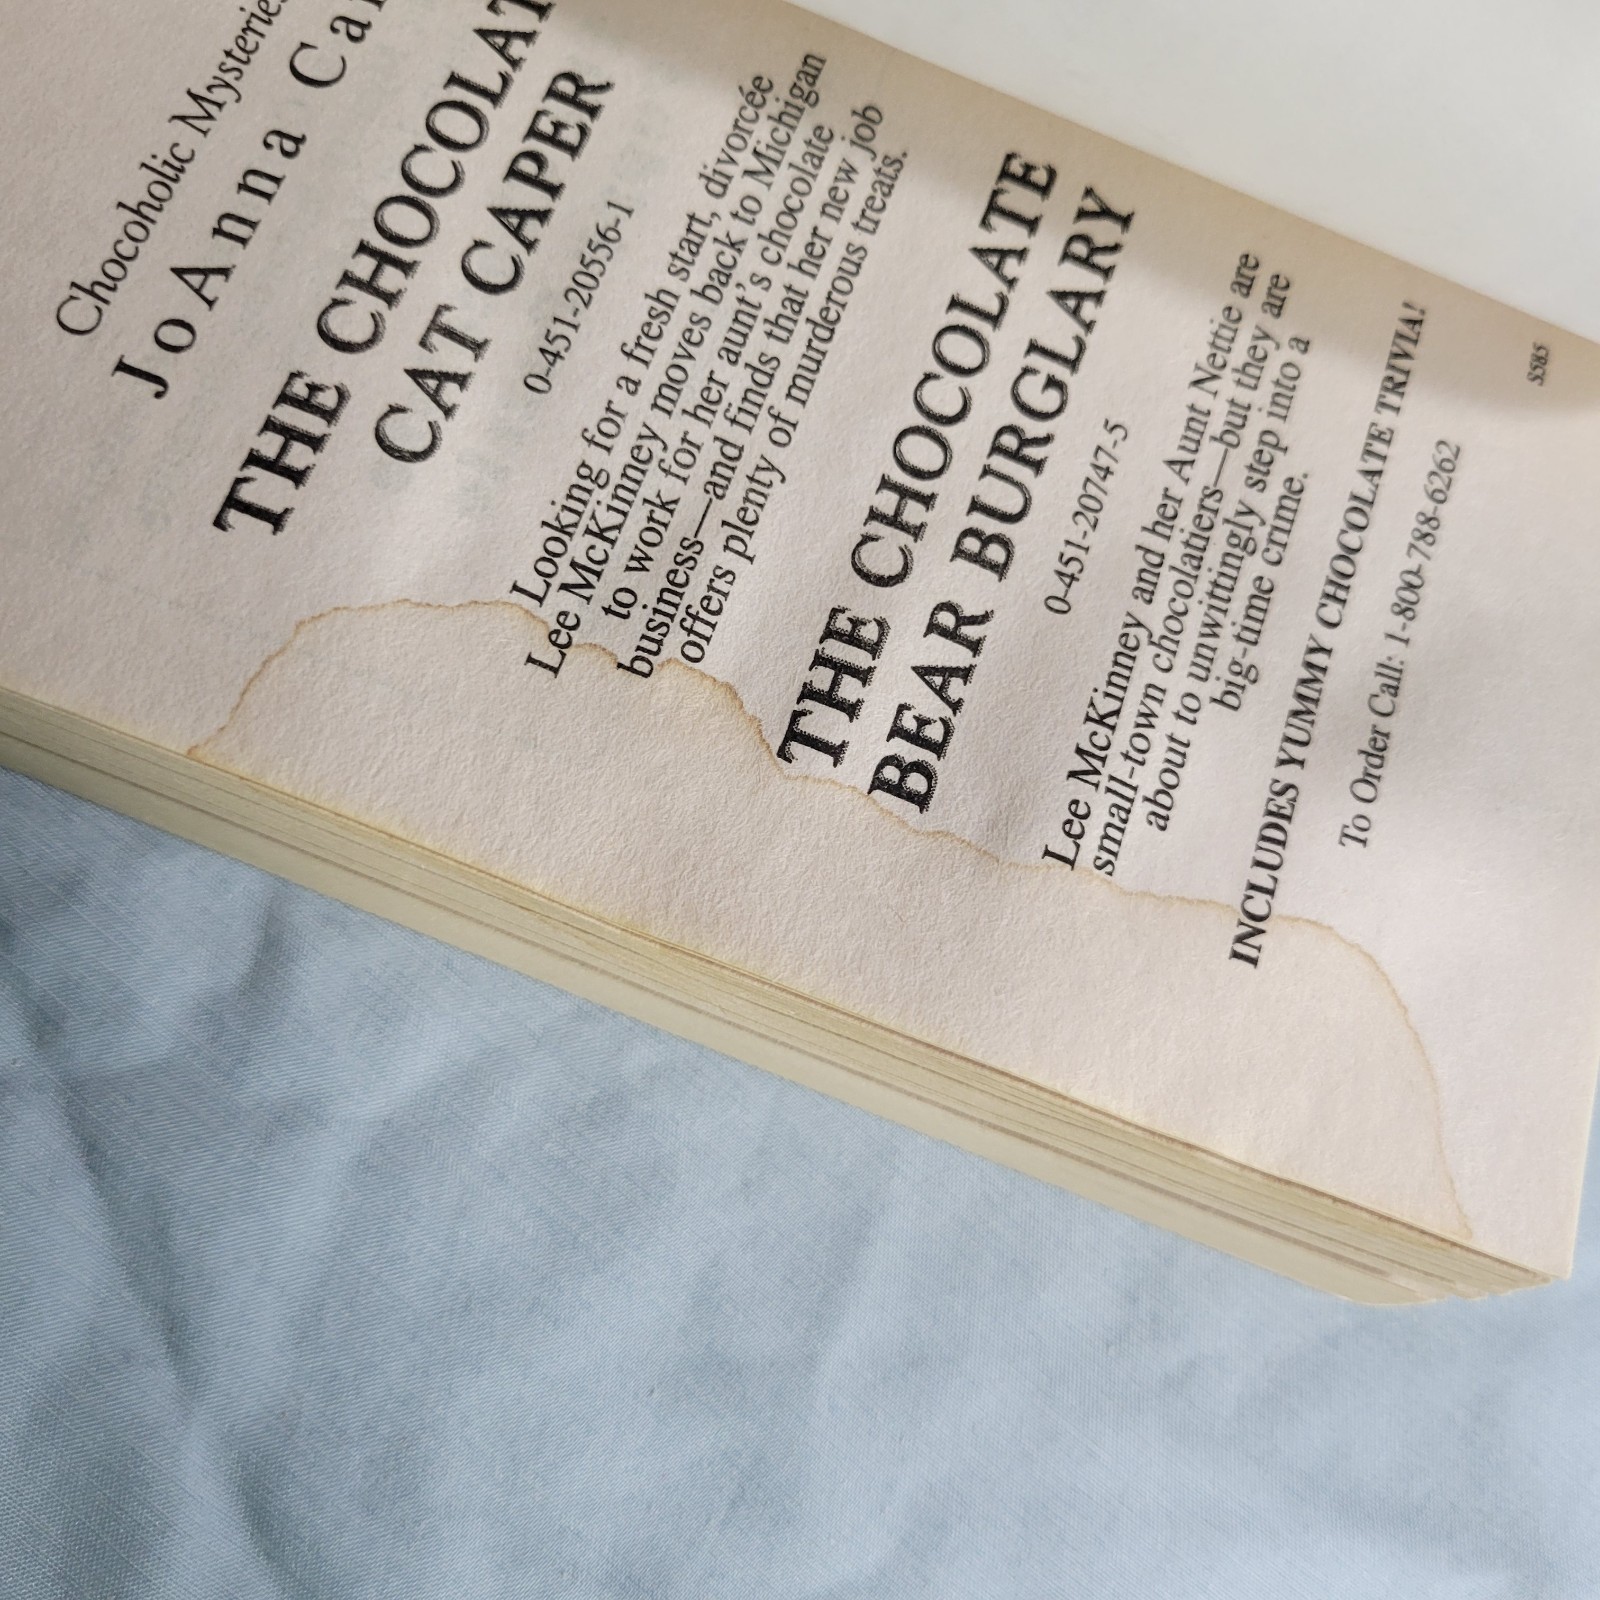 Chocoholic Mysteries
JoAnna
THE CHOCOLAT
CAT CAPER
0-451-20556-1
Looking for a fresh start, divorcée
Lee McKinney moves back to Michigan
to work for her aunt's chocolate
business—and finds that her new job
offers plenty of murderous treats.
THE CHOCOLATE
BEAR BURGLARY
0-451-20747-5
Lee McKinney and her Aunt Nettie are
small-town chocolatiers—but they are
about to unwittingly step into a
big-time crime.
INCLUDES YUMMY CHOCOLATE TRIVIA!
To Order Call: 1-800-788-6262
S585